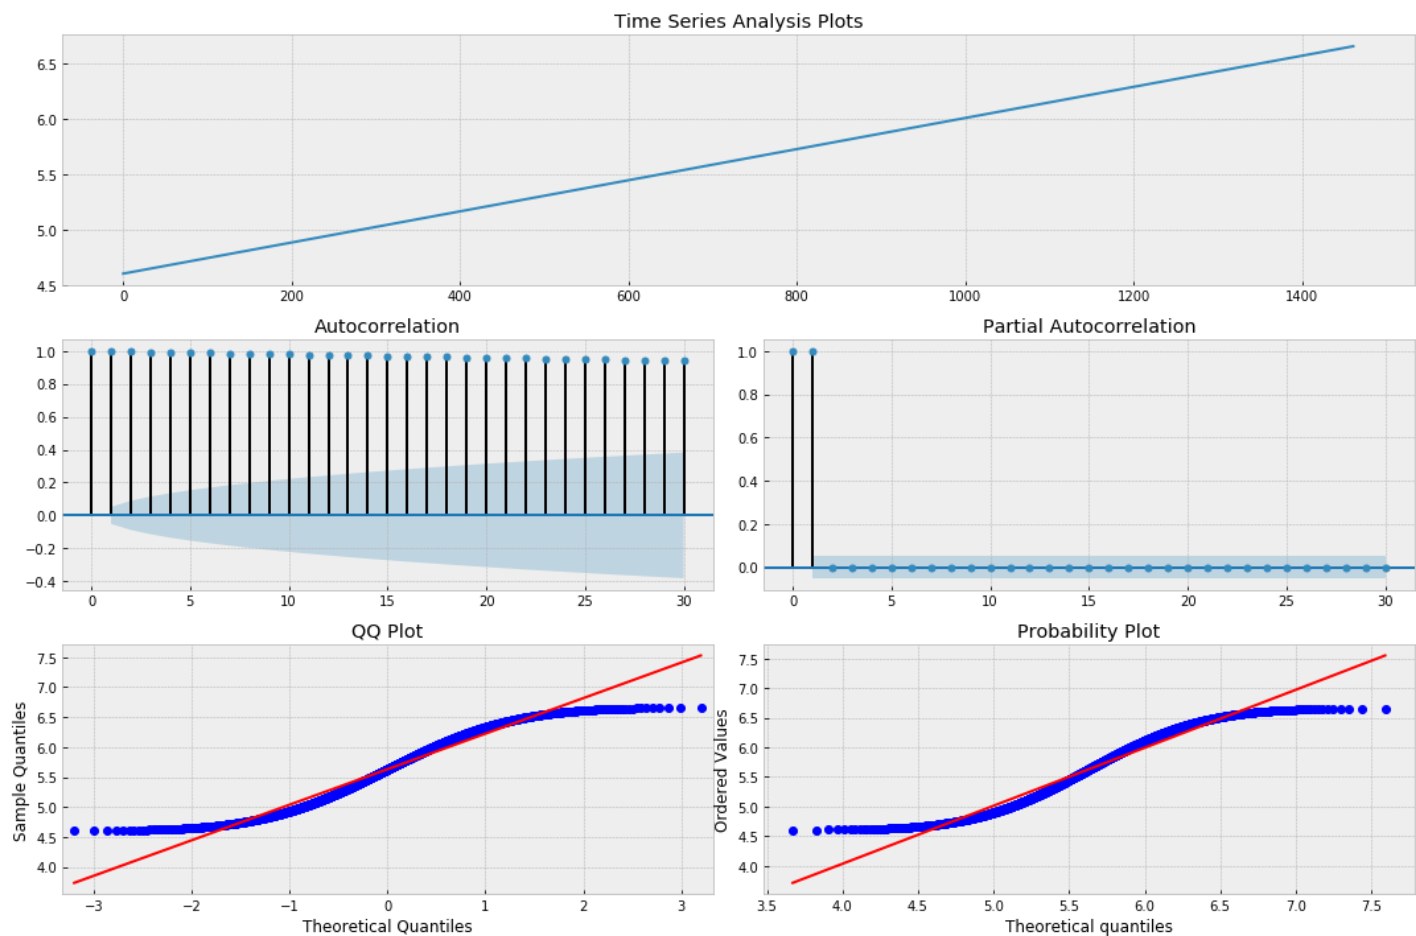 Time Series Analysis Plots
6.5
6.0
5.5
5.0
4.5
0 200 400 600 800 1000 1200 1400
Autocorrelation
1.0
0.8
0.6
0.4
0.2
0.0
−0.2
−0.4
0 5 10 15 20 25 30
Partial Autocorrelation
1.0
0.8
0.6
0.4
0.2
0.0
0 5 10 15 20 25 30
QQ Plot
Sample Quantiles
7.5
7.0
6.5
6.0
5.5
5.0
4.5
4.0
−3 −2 −1 0 1 2 3
Theoretical Quantiles
Probability Plot
Ordered Values
7.5
7.0
6.5
6.0
5.5
5.0
4.5
4.0
3.5 4.0 4.5 5.0 5.5 6.0 6.5 7.0 7.5
Theoretical quantiles